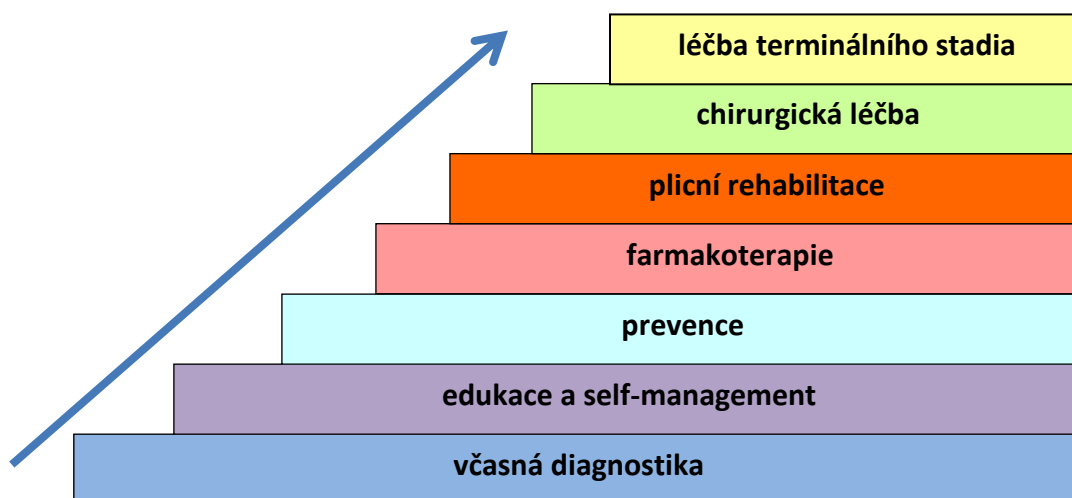 léčba terminálního stadia
chirurgická léčba
plicní rehabilitace
farmakoterapie
prevence
edukace a self-management
včasná diagnostika